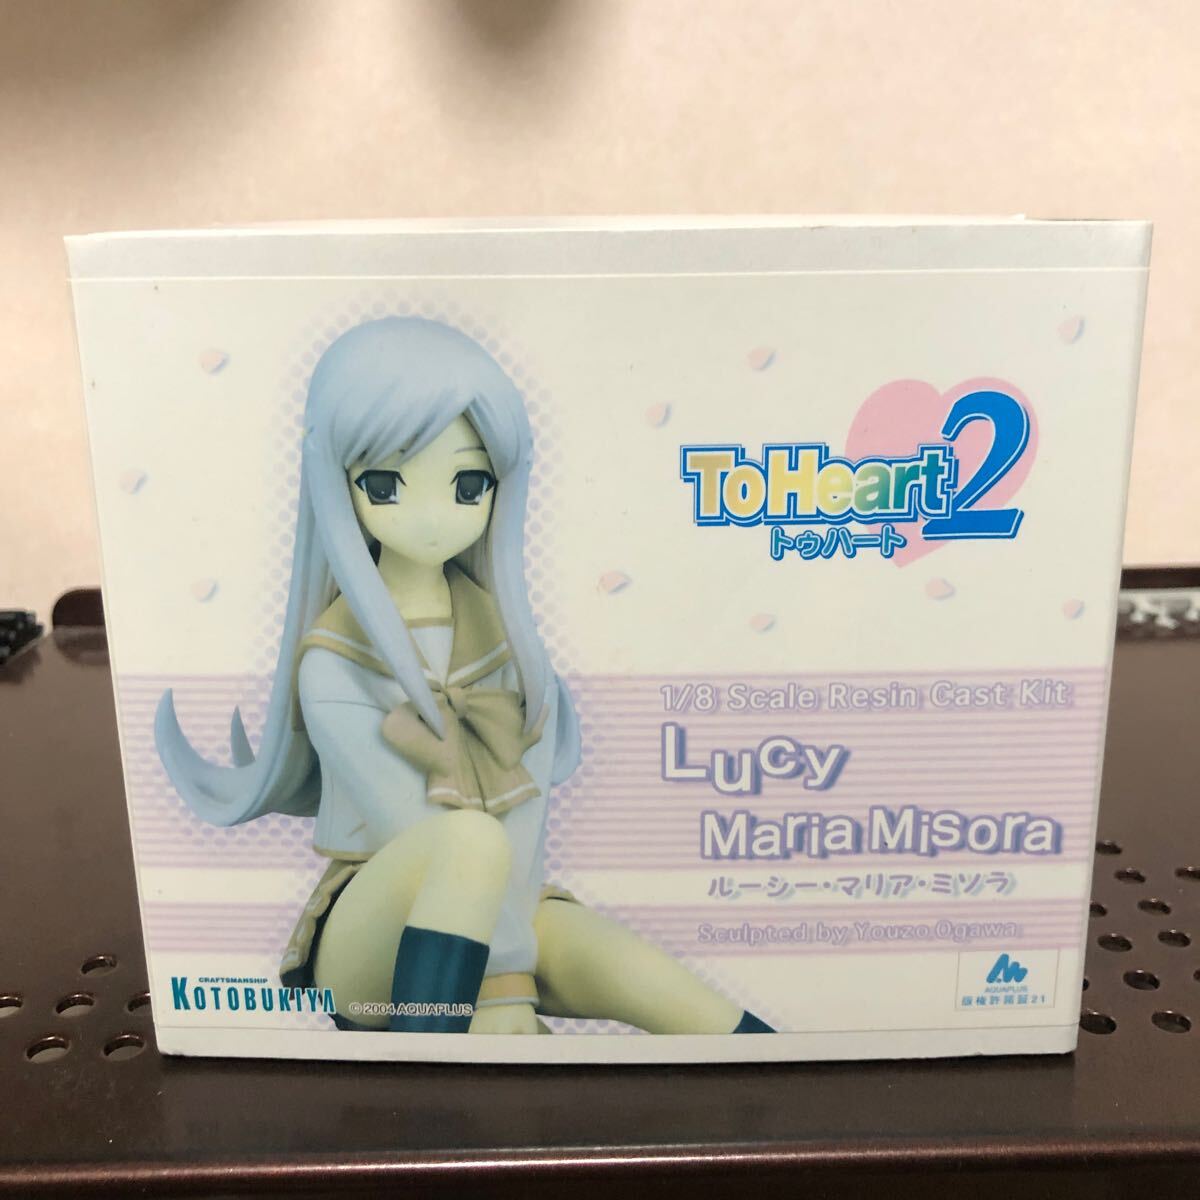 ToHeart2
トゥハート
1/8 Scale Resin Cast Kit
Lucy
Maria Misora
ルーシー・マリア・ミソラ
Sculpted by Youzo Ogawa
CRAFTSMANSHIP
KOTOBUKIYA
© 2004 AQUAPLUS
AQUAPLUS
版権許諾証21